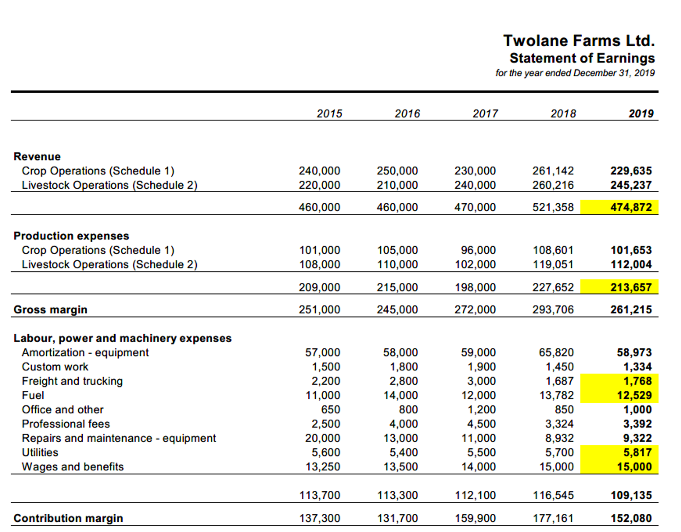 Twolane Farms Ltd.
Statement of Earnings
for the year ended December 31, 2019
2015 2016 2017 2018 2019
Revenue
Crop Operations (Schedule 1) 240,000 250,000 230,000 261,142 229,635
Livestock Operations (Schedule 2) 220,000 210,000 240,000 260,216 245,237
460,000 460,000 470,000 521,358 474,872
Production expenses
Crop Operations (Schedule 1) 101,000 105,000 96,000 108,601 101,653
Livestock Operations (Schedule 2) 108,000 110,000 102,000 119,051 112,004
209,000 215,000 198,000 227,652 213,657
Gross margin 251,000 245,000 272,000 293,706 261,215
Labour, power and machinery expenses
Amortization - equipment 57,000 58,000 59,000 65,820 58,973
Custom work 1,500 1,800 1,900 1,450 1,334
Freight and trucking 2,200 2,800 3,000 1,687 1,768
Fuel 11,000 14,000 12,000 13,782 12,529
Office and other 650 800 1,200 850 1,000
Professional fees 2,500 4,000 4,500 3,324 3,392
Repairs and maintenance - equipment 20,000 13,000 11,000 8,932 9,322
Utilities 5,600 5,400 5,500 5,700 5,817
Wages and benefits 13,250 13,500 14,000 15,000 15,000
113,700 113,300 112,100 116,545 109,135
Contribution margin 137,300 131,700 159,900 177,161 152,080